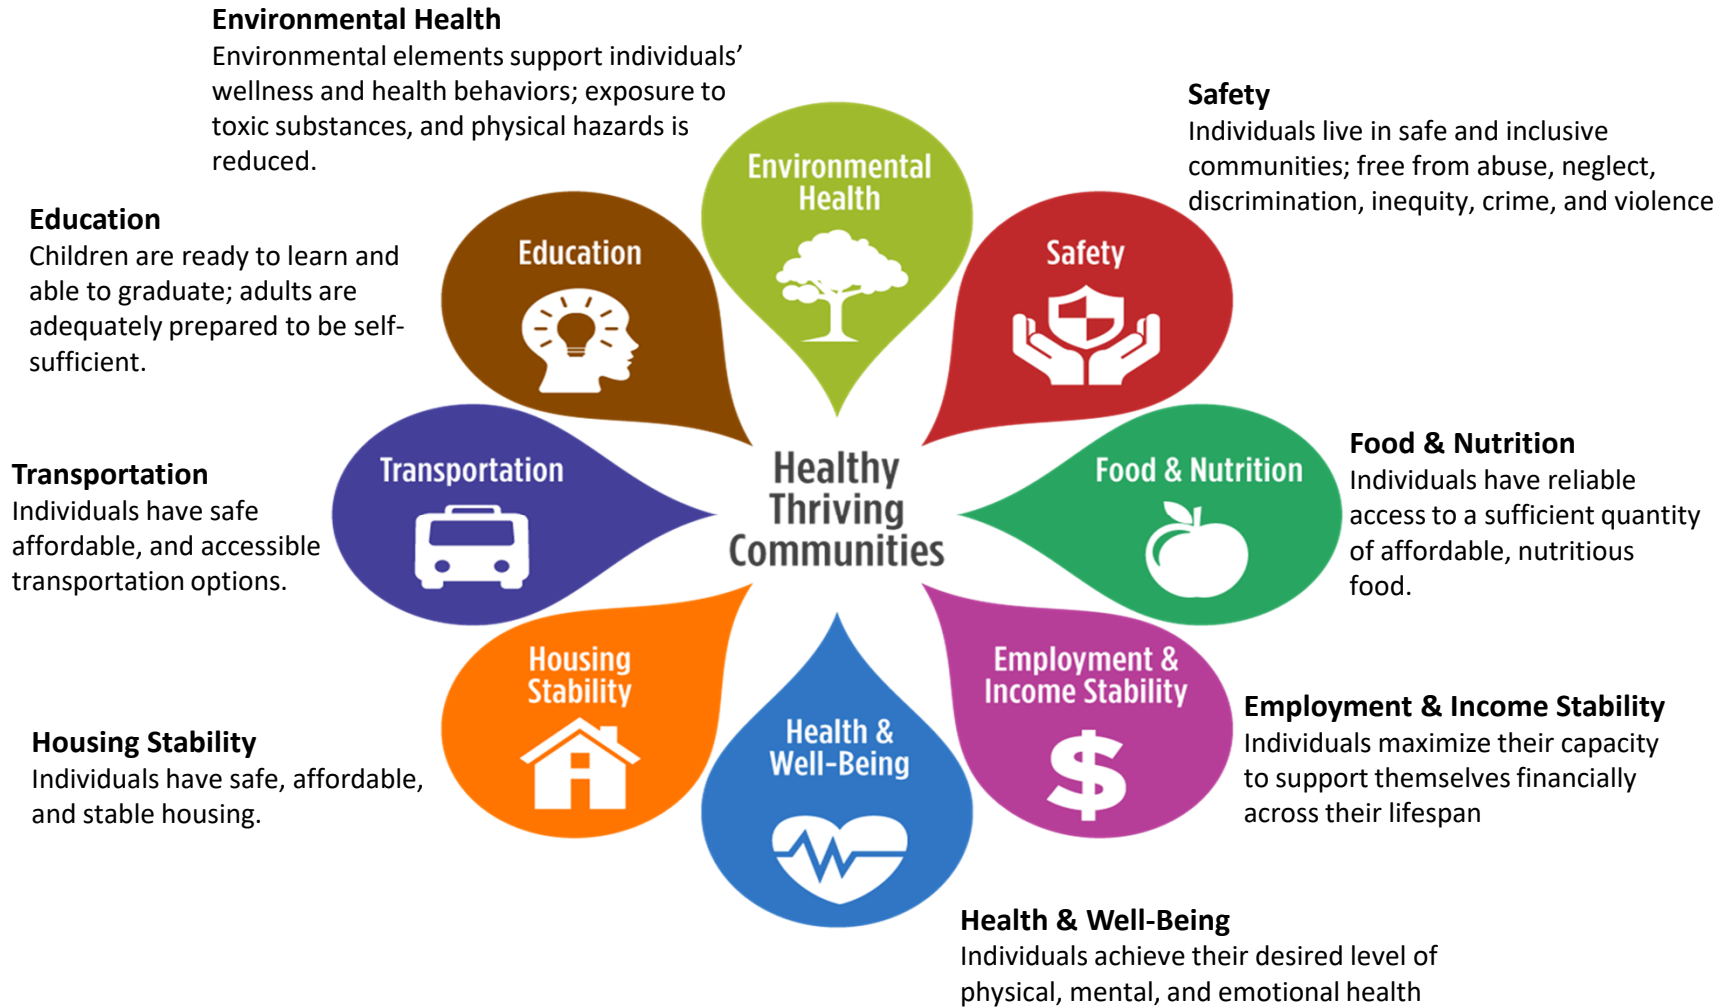 Environmental Health
Environmental elements support individuals’
wellness and health behaviors; exposure to
toxic substances, and physical hazards is
reduced.
Safety
Individuals live in safe and inclusive
communities; free from abuse, neglect,
discrimination, inequity, crime, and violence
Education
Children are ready to learn and
able to graduate; adults are
adequately prepared to be self-
sufficient.
Environmental
Health
Education
Safety
Transportation
Individuals have safe
affordable, and accessible
transportation options.
Transportation
Healthy
Thriving
Communities
Food & Nutrition
Food & Nutrition
Individuals have reliable
access to a sufficient quantity
of affordable, nutritious
food.
Housing Stability
Individuals have safe, affordable,
and stable housing.
Housing
Stability
Health &
Well-Being
Employment &
Income Stability
Employment & Income Stability
Individuals maximize their capacity
to support themselves financially
across their lifespan
Health & Well-Being
Individuals achieve their desired level of
physical, mental, and emotional health